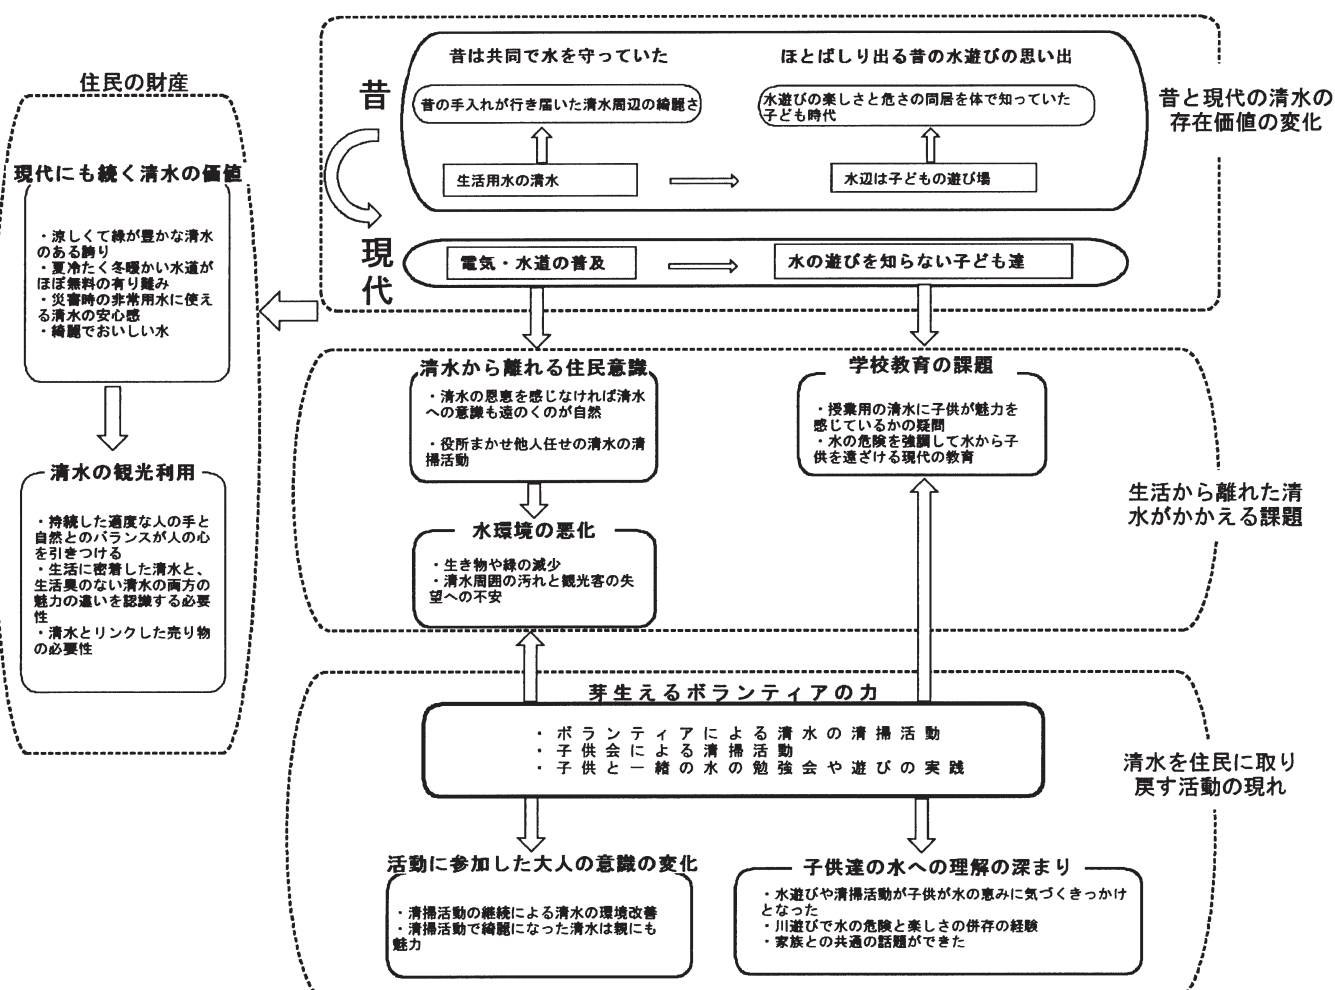 住民の財産
現代にも続く清水の価値
・涼しくて緑が豊かな清水
のある誇り
・夏冷たく冬暖かい水道が
ほぼ無料の有り難み
・災害時の非常用水に使え
る清水の安心感
・綺麗でおいしい水
清水の観光利用
・持続した適度な人の手と
自然とのバランスが人の心
を引きつける
・生活に密着した清水と、
生活臭のない清水の両方の
魅力の違いを認識する必要
性
・清水とリンクした売り物
の必要性
昔
昔は共同で水を守っていた
昔の手入れが行き届いた清水周辺の綺麗さ
生活用水の清水
ほとばしり出る昔の水遊びの思い出
水遊びの楽しさと危さの同居を体で知っていた
子ども時代
水辺は子どもの遊び場
昔と現代の清水の
存在価値の変化
現
代
電気・水道の普及
水の遊びを知らない子ども達
清水から離れる住民意識
・清水の恩恵を感じなければ清水
への意識も遠のくのが自然
・役所まかせ他人任せの清水の清
掃活動
学校教育の課題
・授業用の清水に子供が魅力を
感じているかの疑問
・水の危険を強調して水から子
供を遠ざける現代の教育
水環境の悪化
・生き物や緑の減少
・清水周囲の汚れと観光客の失
望への不安
生活から離れた清
水がかかえる課題
芽生えるボランティアの力
・ボランティアによる清水の清掃活動
・子供会による清掃活動
・子供と一緒の水の勉強会や遊びの実践
清水を住民に取り
戻す活動の現れ
活動に参加した大人の意識の変化
・清掃活動の継続による清水の環境改善
・清掃活動で綺麗になった清水は親にも
魅力
子供達の水への理解の深まり
・水遊びや清掃活動が子供が水の恵みに気づくきっかけ
となった
・川遊びで水の危険と楽しさの併存の経験
・家族との共通の話題ができた